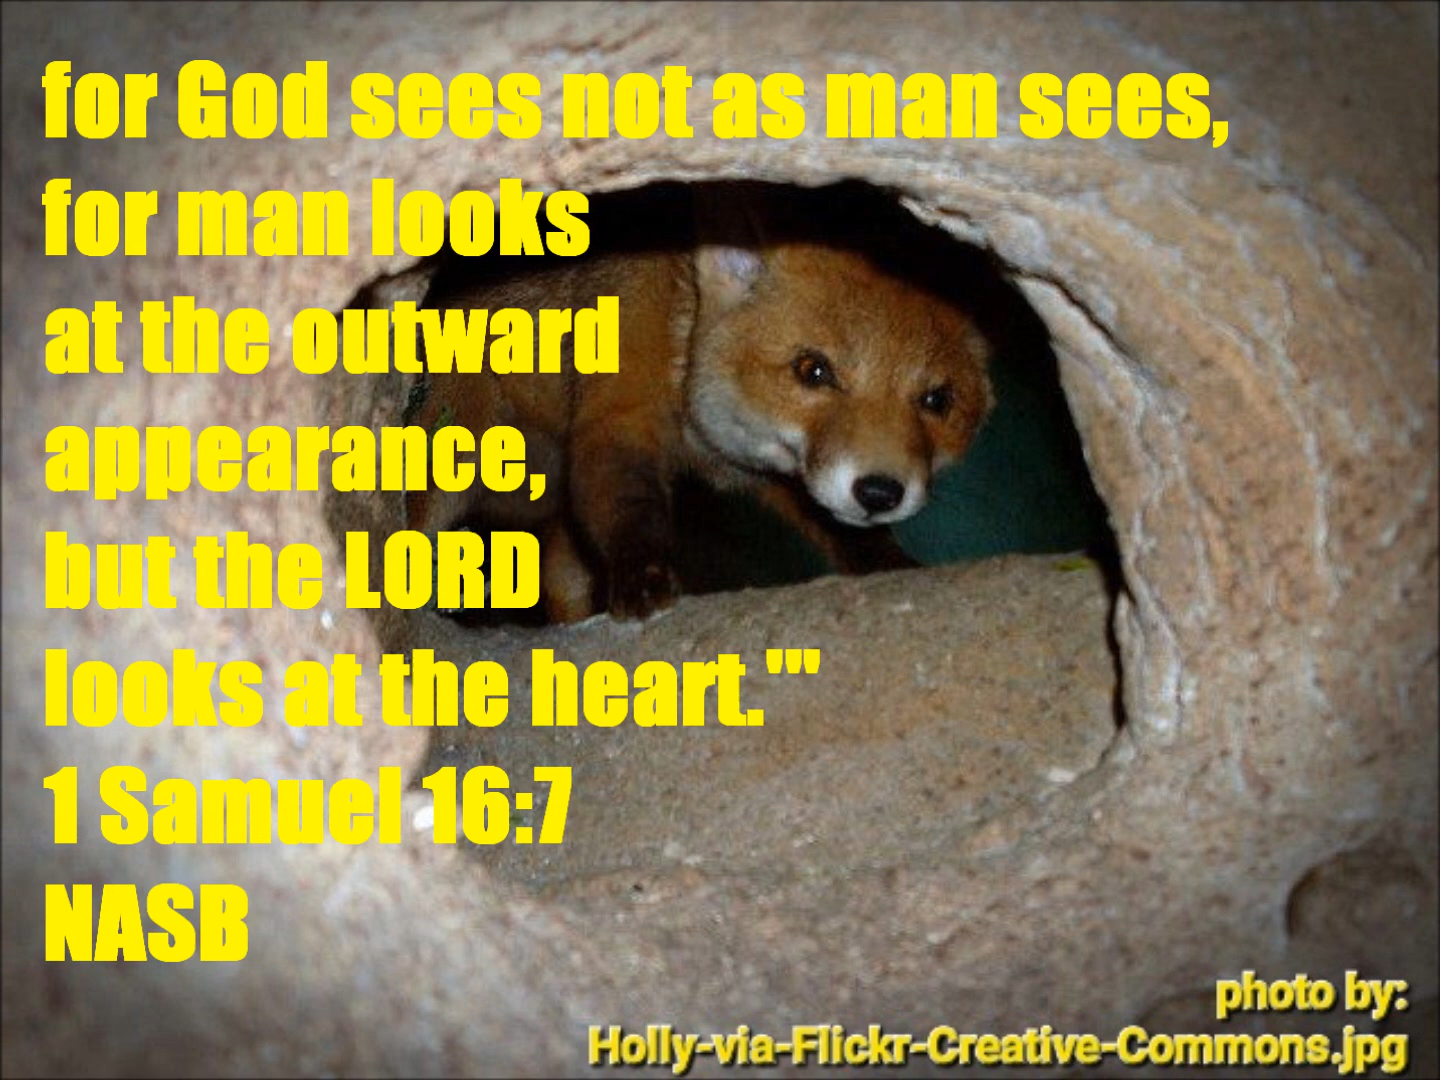 for God sees not as man sees,
for man looks
at the outward
appearance,
but the LORD
looks at the heart.'"
1 Samuel 16:7
NASB
photo by:
Holly-via-Flickr-Creative-Commons.jpg